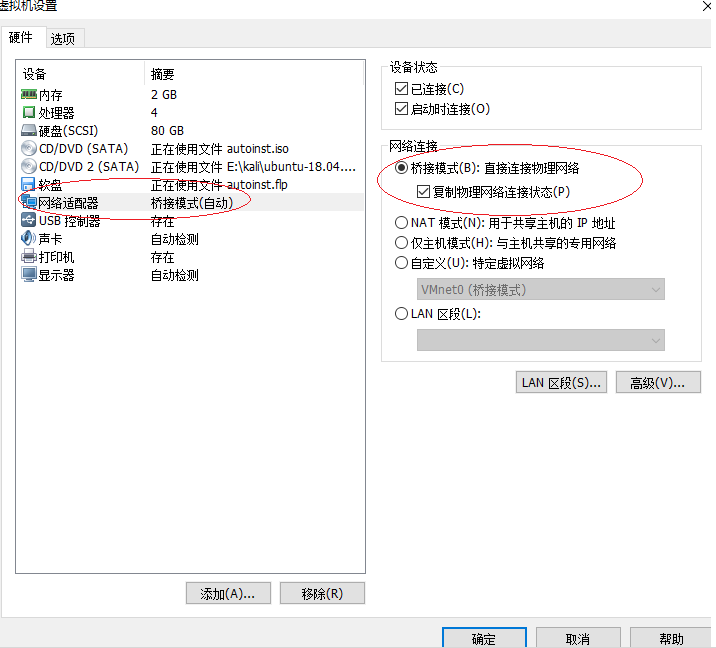 虚拟机设置
硬件 选项
设备 摘要
内存 2 GB
处理器 4
硬盘(SCSI) 80 GB
CD/DVD (SATA) 正在使用文件 autoinst.iso
CD/DVD 2 (SATA) 正在使用文件 E:\kali\ubuntu-18.04....
软盘 正在使用文件 autoinst.flp
网络适配器 桥接模式(自动)
USB 控制器 存在
声卡 自动检测
打印机 存在
显示器 自动检测
添加(A)... 移除(R)
设备状态
已连接(C)
启动时连接(O)
网络连接
桥接模式(B): 直接连接物理网络
复制物理网络连接状态(P)
NAT 模式(N): 用于共享主机的 IP 地址
仅主机模式(H): 与主机共享的专用网络
自定义(U): 特定虚拟网络
VMnet0 (桥接模式)
LAN 区段(L):
LAN 区段(S)... 高级(V)...
确定 取消 帮助